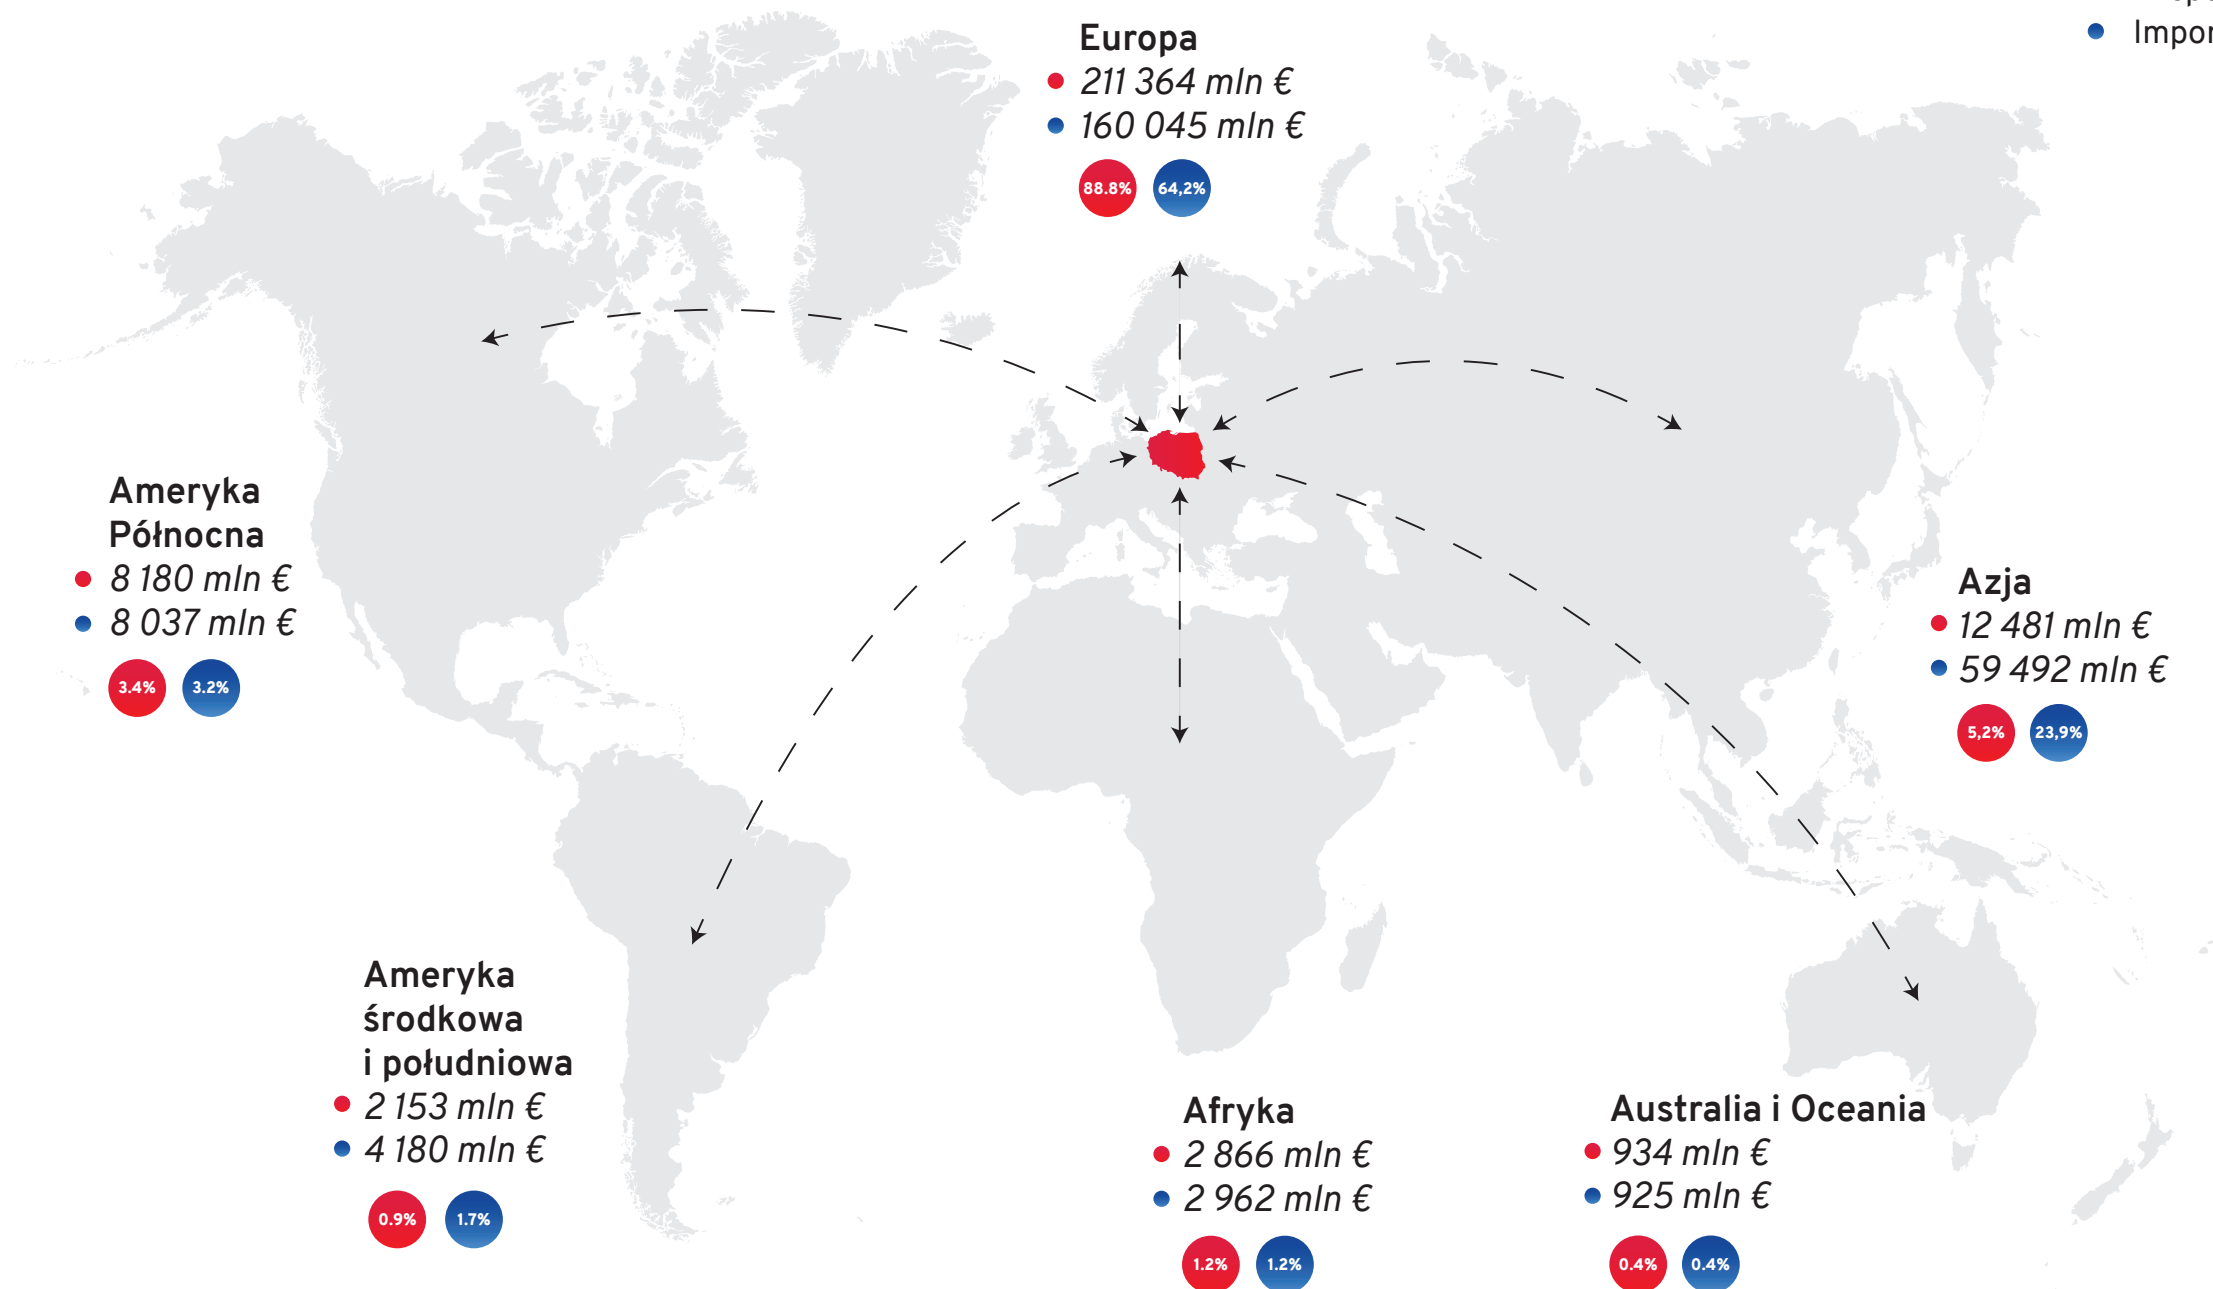 Europa
211 364 mln €
160 045 mln €
88.8% 64,2%
Ameryka
Północna
8 180 mln €
8 037 mln €
3.4% 3.2%
Azja
12 481 mln €
59 492 mln €
5,2% 23,9%
Ameryka
środkowa
i południowa
2 153 mln €
4 180 mln €
0.9% 1.7%
Afryka
2 866 mln €
2 962 mln €
1.2% 1.2%
Australia i Oceania
934 mln €
925 mln €
0.4% 0.4%